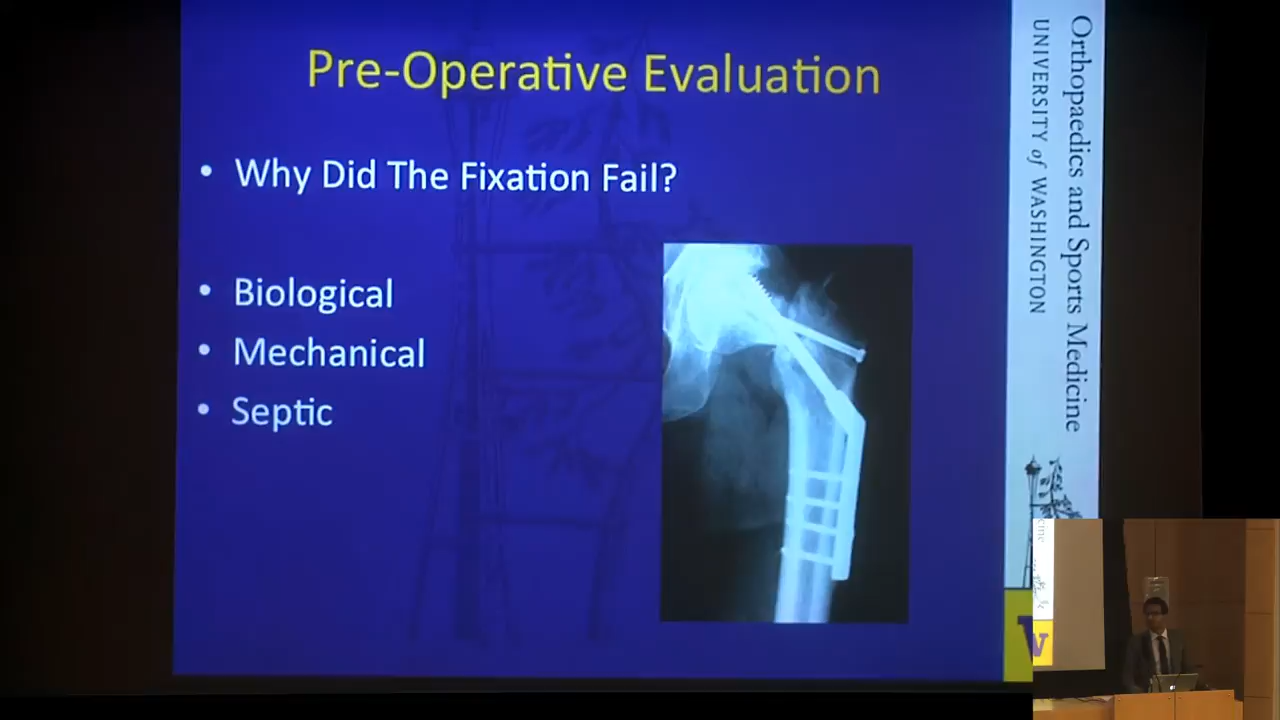 Pre-Operative Evaluation
• Why Did The Fixation Fail?
• Biological
• Mechanical
• Septic
Orthopaedics and Sports Medicine
UNIVERSITY of WASHINGTON
W